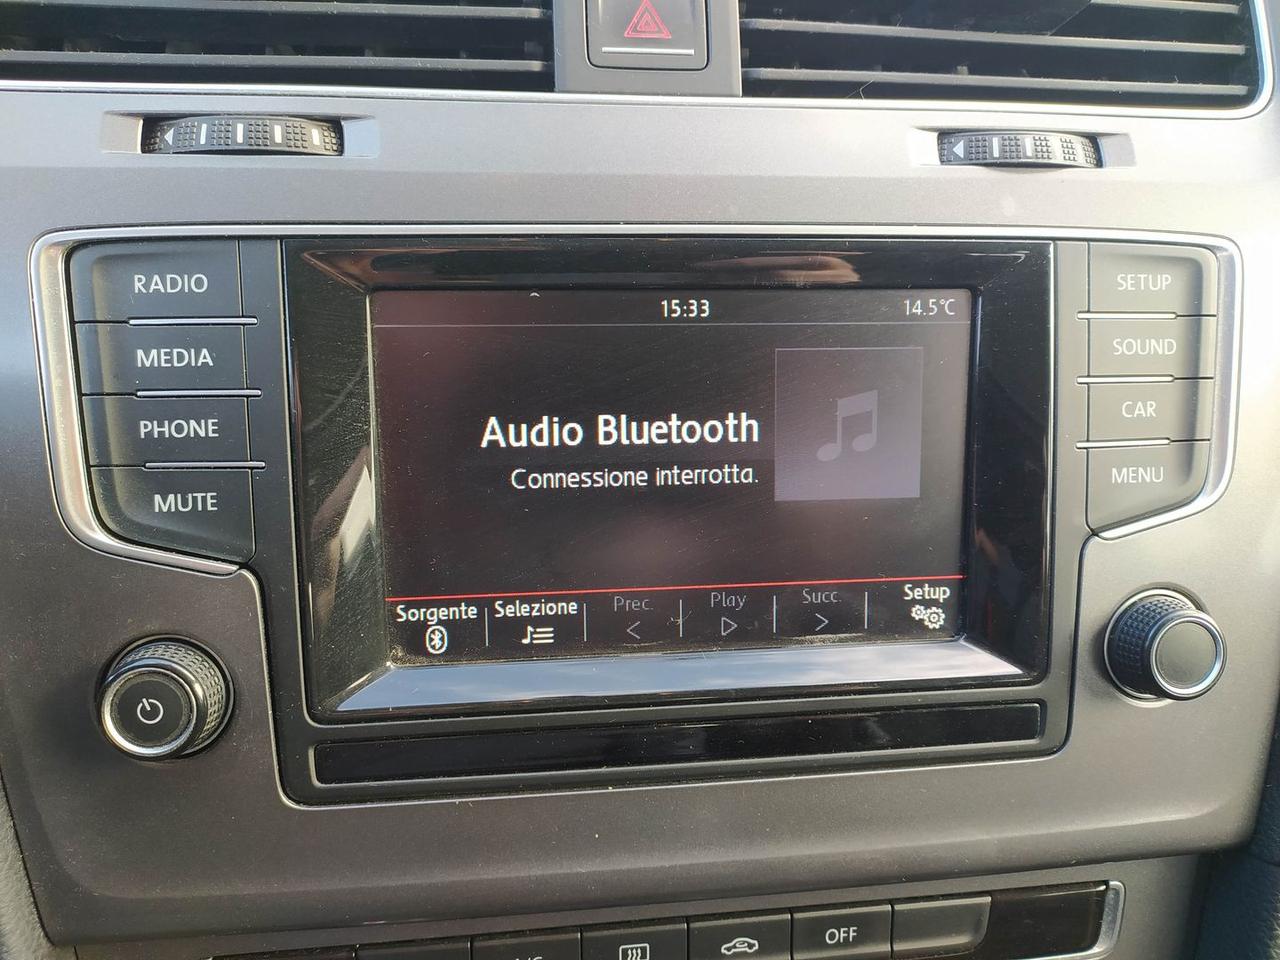 15:33
14.5°C
RADIO
MEDIA
PHONE
MUTE
Audio Bluetooth
Connessione interrotta.
Sorgente
Selezione
Prec.
Play
Succ.
Setup
SETUP
SOUND
CAR
MENU
OFF